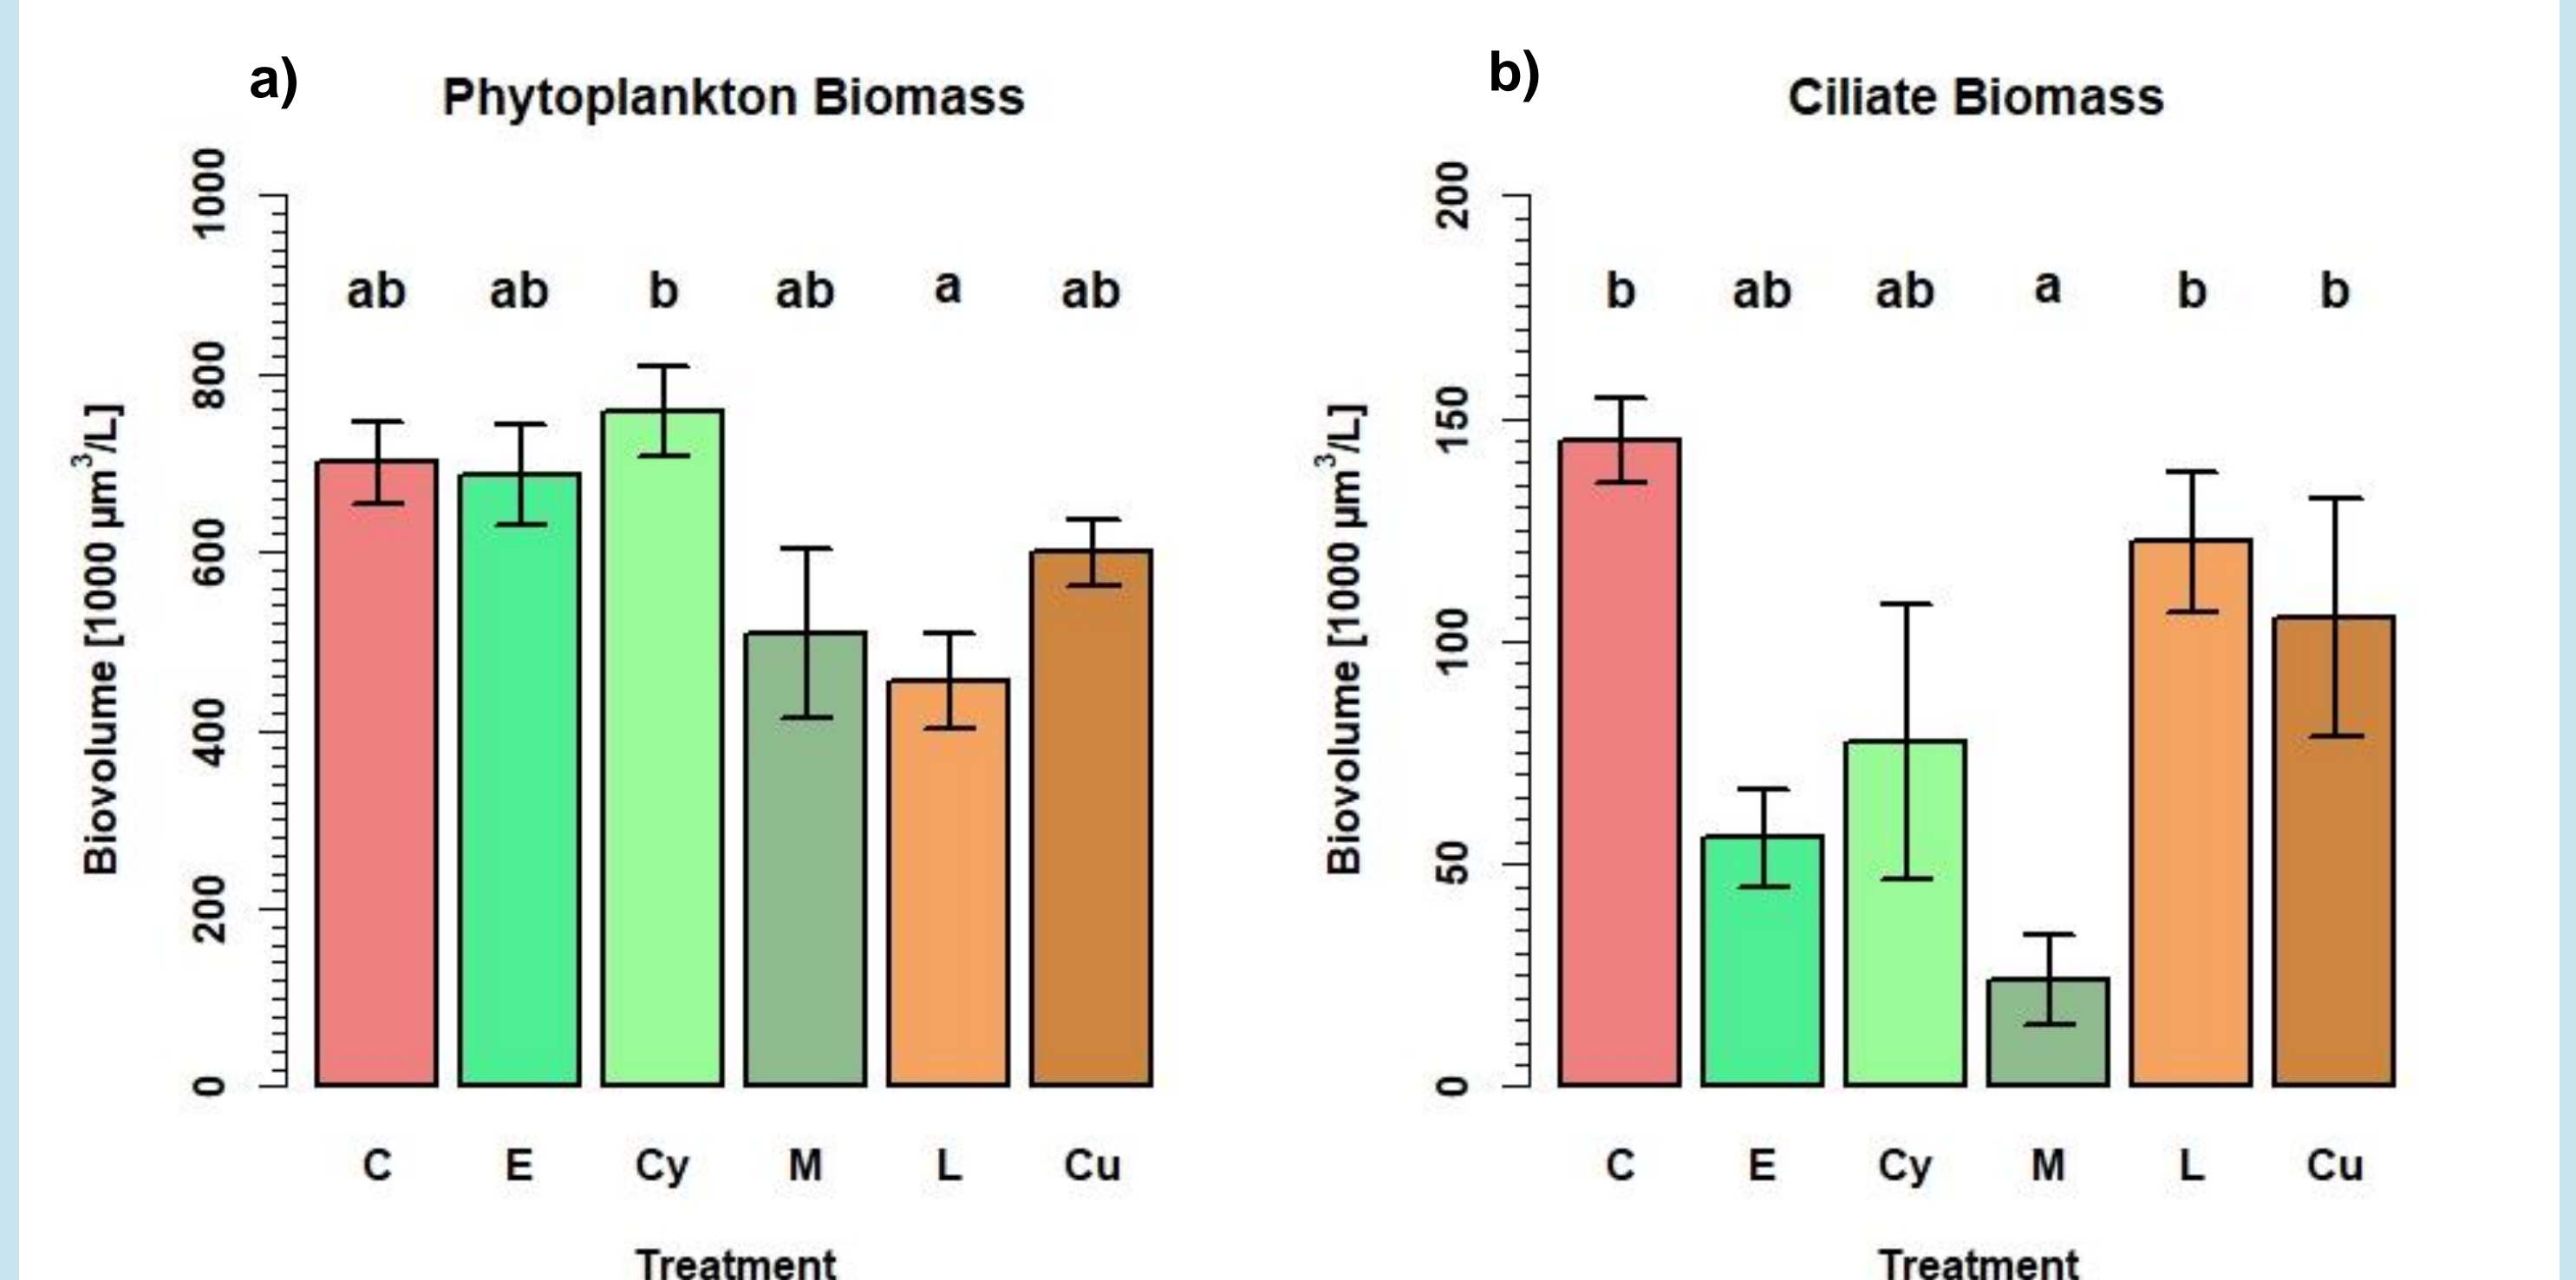 a)
Phytoplankton Biomass
1000
800
600
400
200
0
Biovolume [1000 µm³/L]
ab ab b ab a ab
C E Cy M L Cu
Treatment
b)
Ciliate Biomass
200
150
100
50
0
Biovolume [1000 µm³/L]
b ab ab a b b
C E Cy M L Cu
Treatment